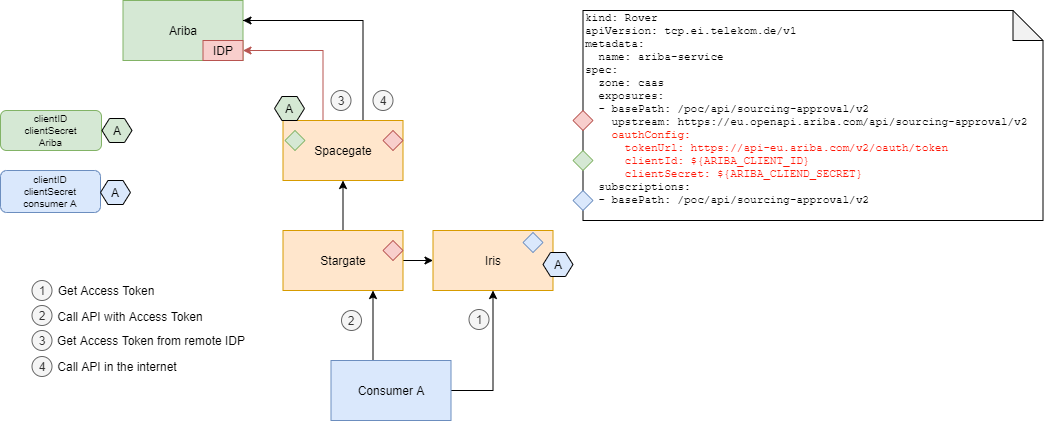 Ariba
IDP
3
4
A
Spacegate
clientID
clientSecret
Ariba
A
clientID
clientSecret
consumer A
A
Stargate
Iris
A
1 Get Access Token
2 Call API with Access Token
3 Get Access Token from remote IDP
4 Call API in the internet
2
1
Consumer A
kind: Rover
apiVersion: tcp.ei.telekom.de/v1
metadata:
  name: ariba-service
spec:
  zone: caas
  exposures:
  - basePath: /poc/api/sourcing-approval/v2
    upstream: https://eu.openapi.ariba.com/api/sourcing-approval/v2
    oauthConfig:
      tokenUrl: https://api-eu.ariba.com/v2/oauth/token
      clientId: ${ARIBA_CLIENT_ID}
      clientSecret: ${ARIBA_CLIEND_SECRET}
  subscriptions:
  - basePath: /poc/api/sourcing-approval/v2